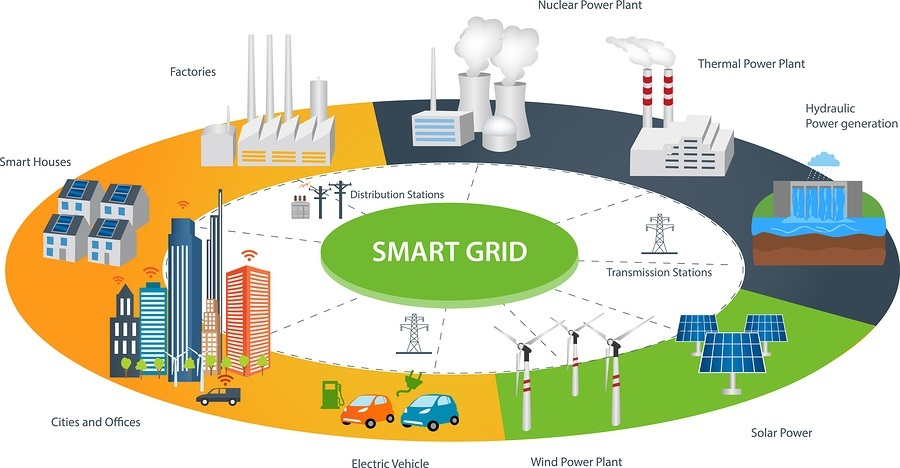 Nuclear Power Plant
Factories
Thermal Power Plant
Hydraulic
Power generation
Smart Houses
Distribution Stations
SMART GRID
Transmission Stations
Cities and Offices
Solar Power
Electric Vehicle
Wind Power Plant